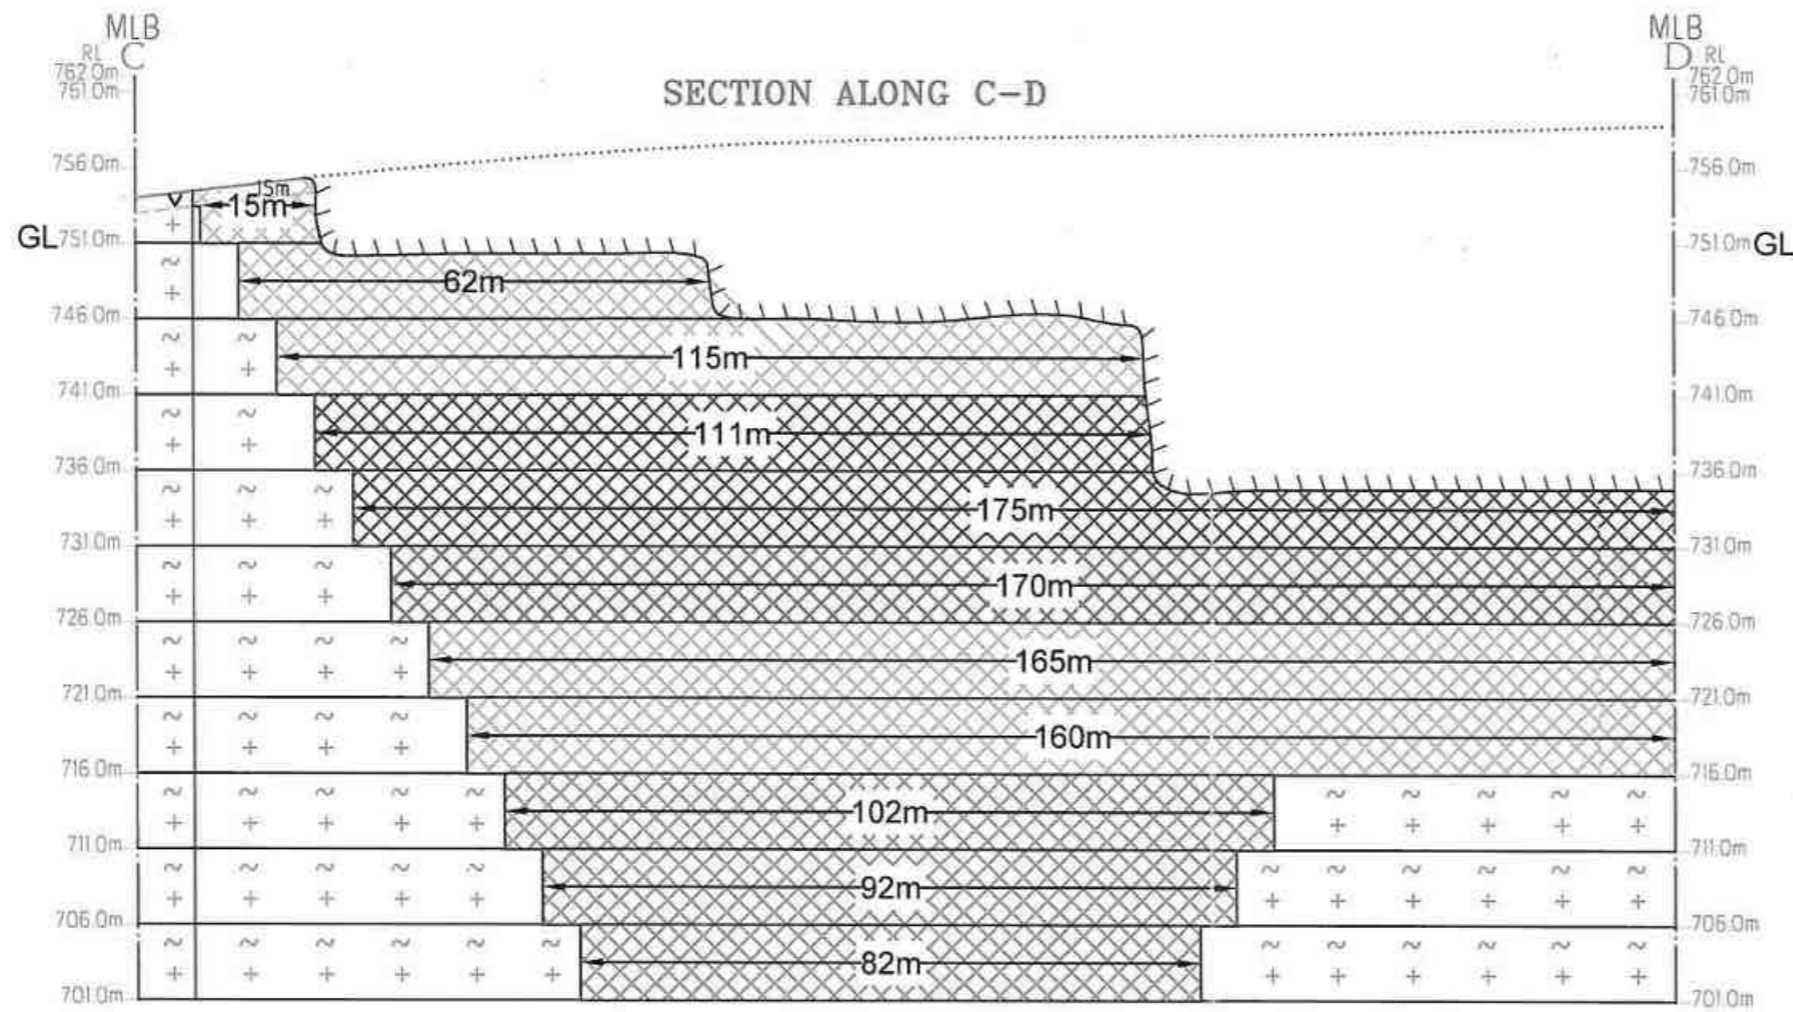 MLB MLB
RL C D RL
762.0m 762.0m
761.0m 761.0m
SECTION ALONG C-D
756.0m 756.0m
15m
15m
GL 751.0m 751.0m GL
62m
746.0m 746.0m
115m
741.0m 741.0m
111m
736.0m 736.0m
175m
731.0m 731.0m
170m
726.0m 726.0m
165m
721.0m 721.0m
160m
716.0m 716.0m
102m
711.0m 711.0m
92m
706.0m 706.0m
82m
701.0m 701.0m